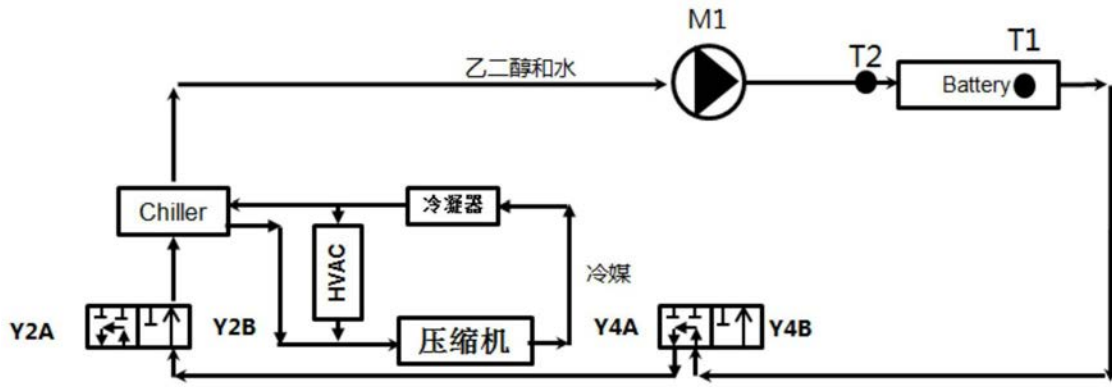 M1
乙二醇和水
T2
T1
Battery
Chiller
冷凝器
HVAC
冷媒
Y2A
Y2B
压缩机
Y4A
Y4B